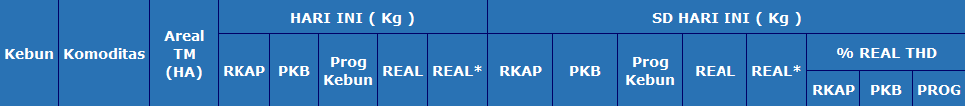 HARI INI ( Kg )
SD HARI INI ( Kg )
Kebun
Komoditas
Areal
TM
(HA)
RKAP
PKB
Prog
Kebun
REAL
REAL*
RKAP
PKB
Prog
Kebun
REAL
REAL*
% REAL THD
RKAP
PKB
PROG